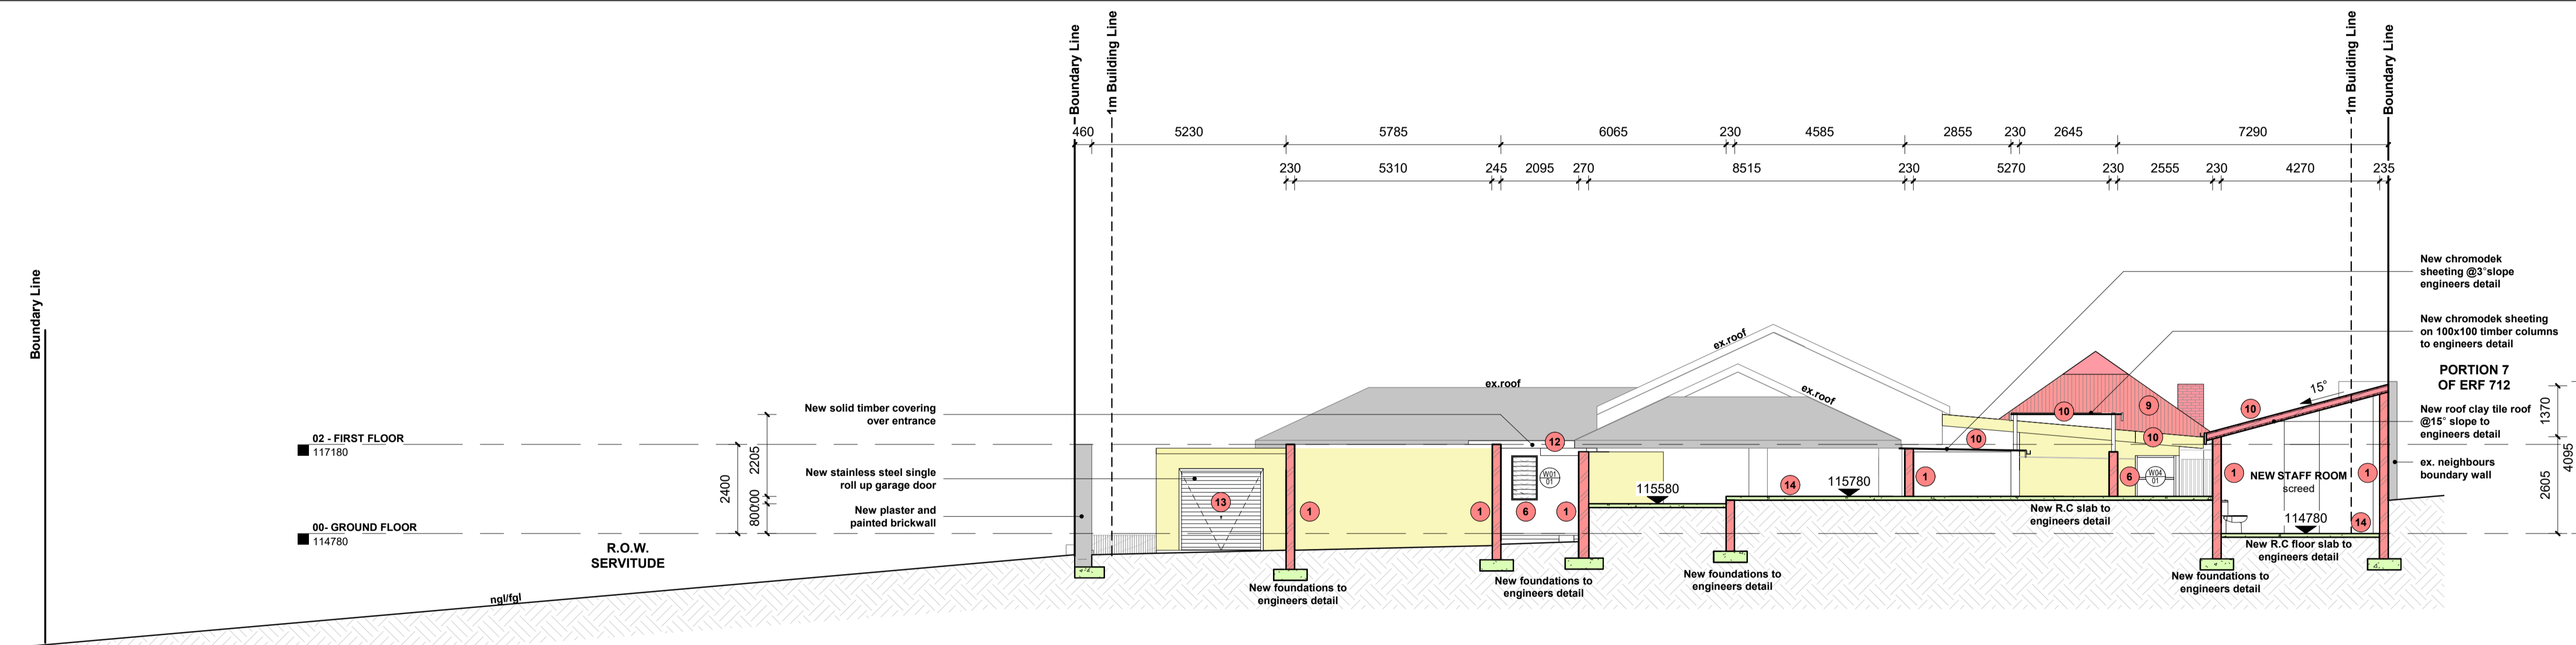 Boundary Line
1m Building Line
1m Building Line
Boundary Line
460 5230 5785 6065 230 4585 2855 230 2645 7290
230 5310 245 2095 270 8515 230 5270 230 2555 230 4270 235
Boundary Line
New chromodek
sheeting @3°slope
engineers detail
New chromodek sheeting
on 100x100 timber columns
to engineers detail
PORTION 7
OF ERF 712
New roof clay tile roof
@15° slope to
engineers detail
ex. neighbours
boundary wall
1370
4095
2605
ex.roof
ex.roof
ex.roof
15°
New solid timber covering
over entrance
New stainless steel single
roll up garage door
New plaster and
painted brickwall
02 - FIRST FLOOR
117180
00- GROUND FLOOR
114780
2400
2205
800
R.O.W.
SERVITUDE
ngl/fgl
10
9
10
10
10
12
13
1
1
6
1
W01
01
14
1
6
W04
01
1
1
14
115580
115780
NEW STAFF ROOM
screed
114780
New R.C slab to
engineers detail
New R.C floor slab to
engineers detail
New foundations to
engineers detail
New foundations to
engineers detail
New foundations to
engineers detail
New foundations to
engineers detail